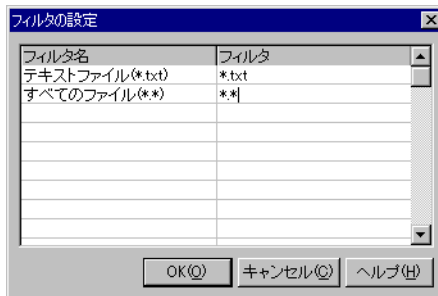 フィルタの設定
フィルタ名 フィルタ
テキストファイル(*.txt) *.txt
すべてのファイル(*.*) *.*
OK(O) キャンセル(C) ヘルプ(H)